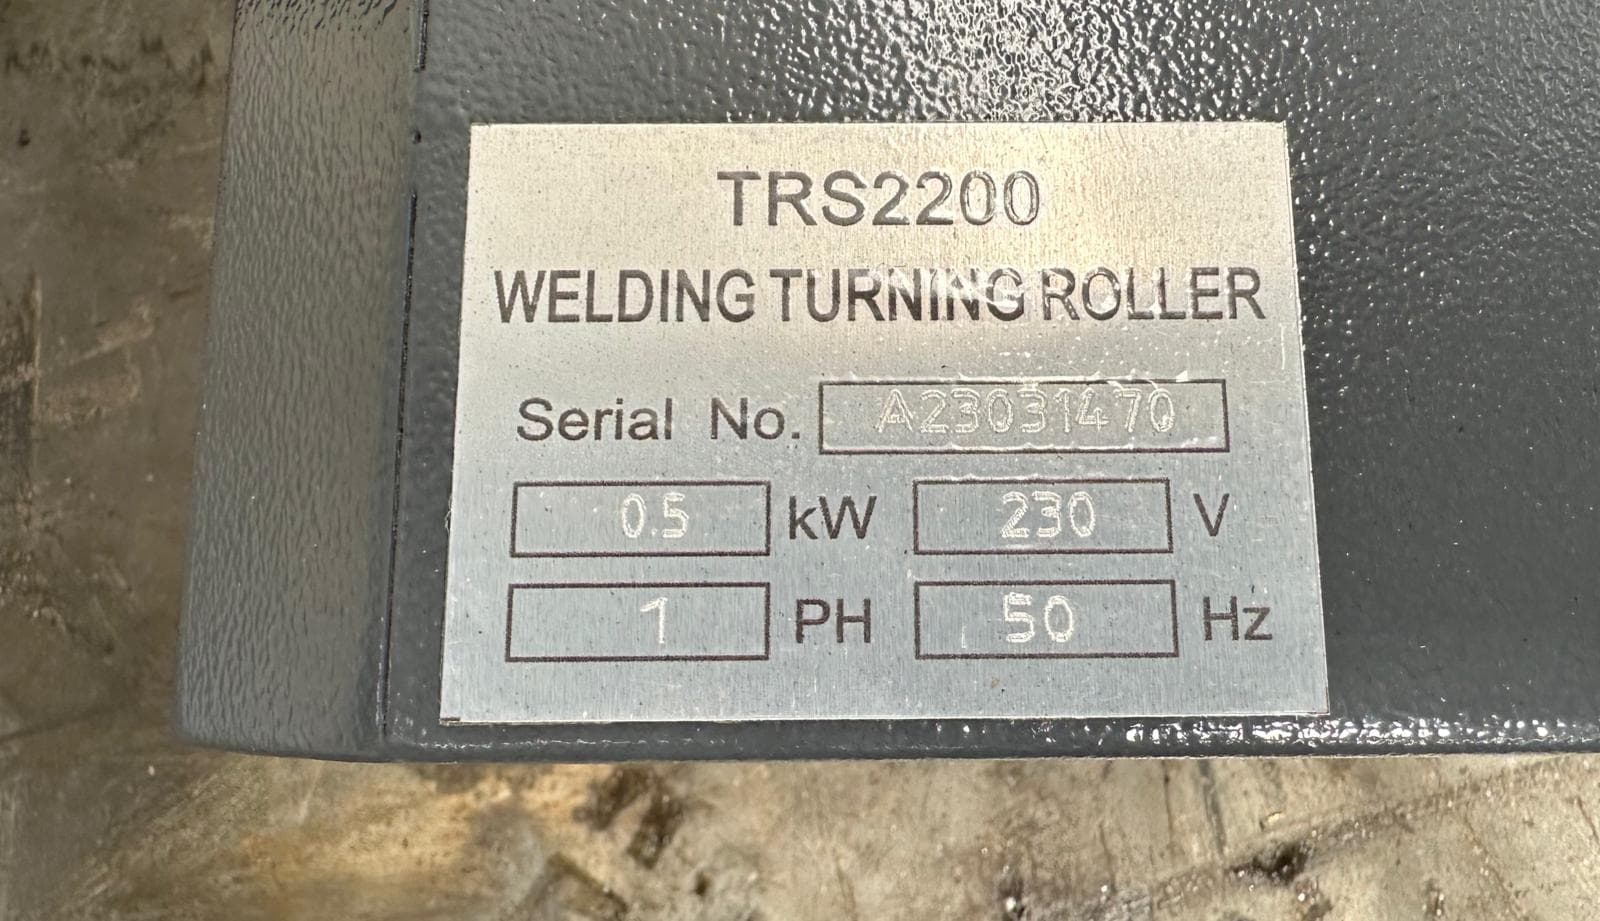 TRS2200
WELDING TURNING ROLLER
Serial No. A23031470
0.5 kW 230 V
1 PH 50 Hz